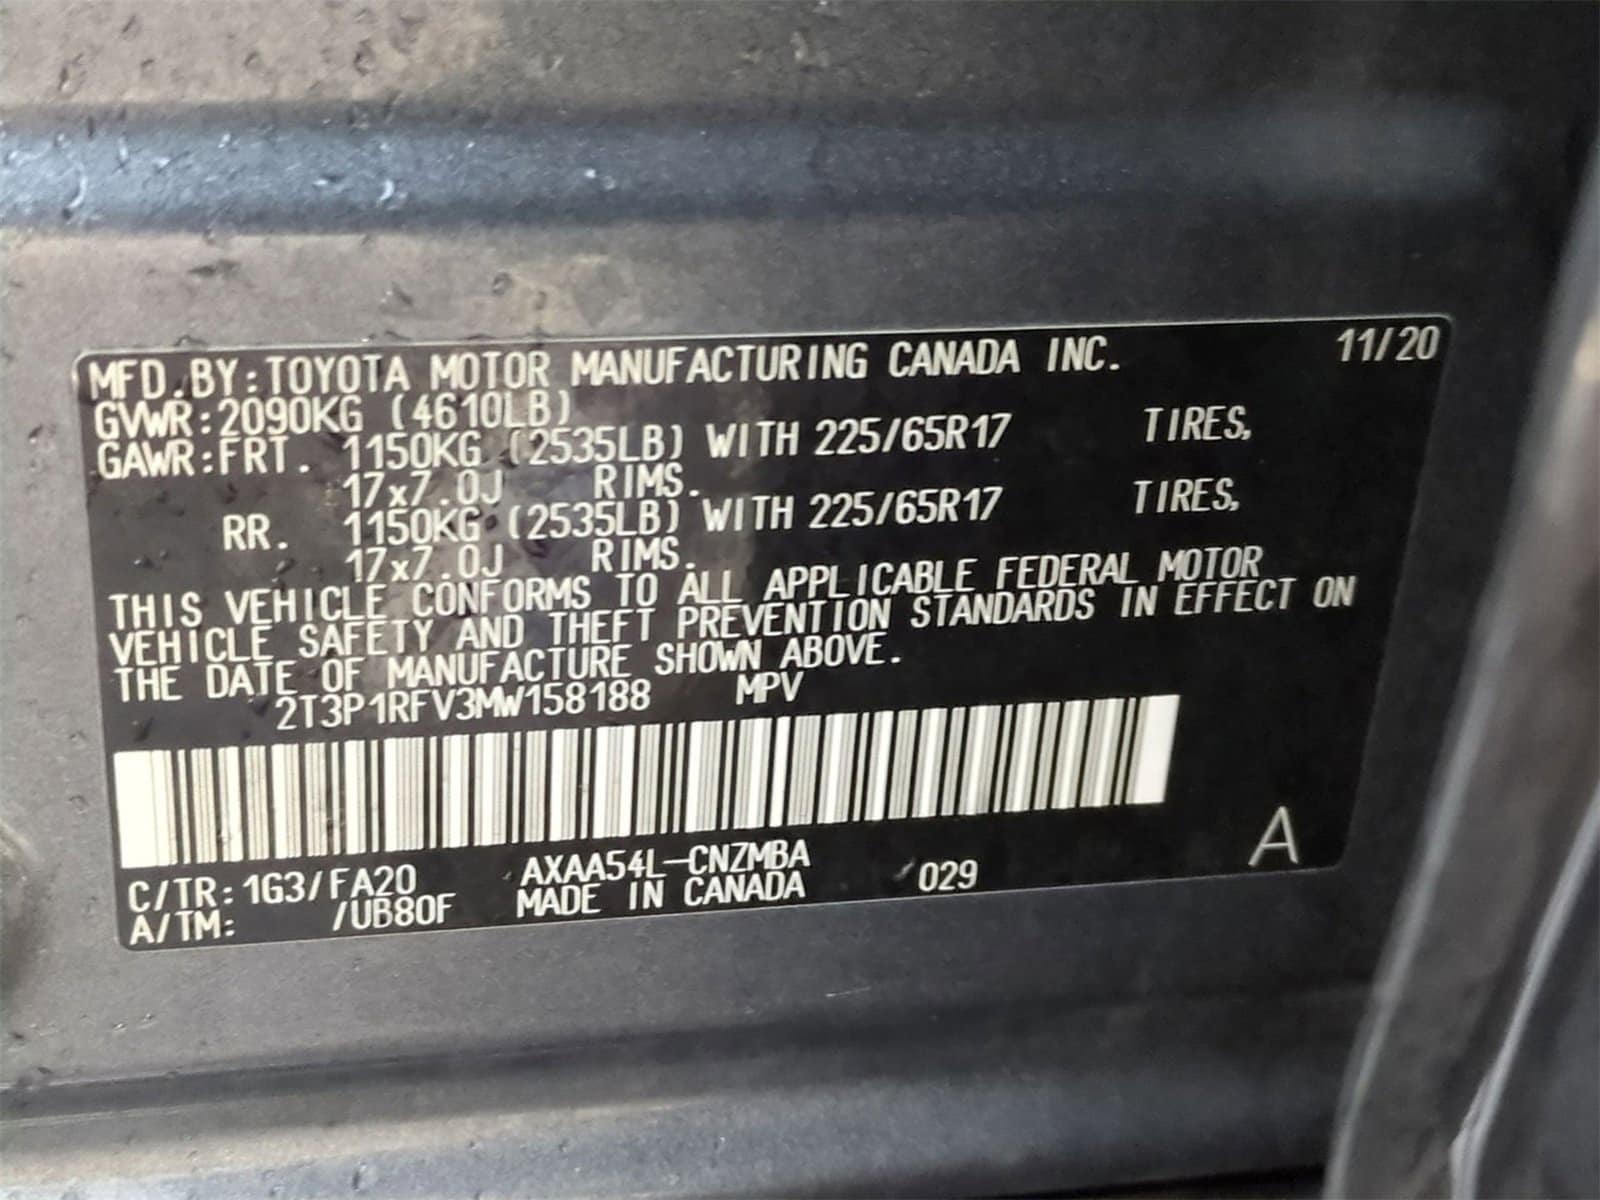 MFD.BY:TOYOTA MOTOR MANUFACTURING CANADA INC. 11/20
GVWR:2090KG (4610LB)
GAWR:FRT. 1150KG (2535LB) WITH 225/65R17 TIRES,
17x7.0J RIMS.
RR. 1150KG (2535LB) WITH 225/65R17 TIRES,
17x7.0J RIMS.
THIS VEHICLE CONFORMS TO ALL APPLICABLE FEDERAL MOTOR
VEHICLE SAFETY AND THEFT PREVENTION STANDARDS IN EFFECT ON
THE DATE OF MANUFACTURE SHOWN ABOVE.
2T3P1RFV3MW158188 MPV
C/TR:1G3/FA20 AXAA54L-CNZMBA 029 A
A/TM: /UB80F MADE IN CANADA